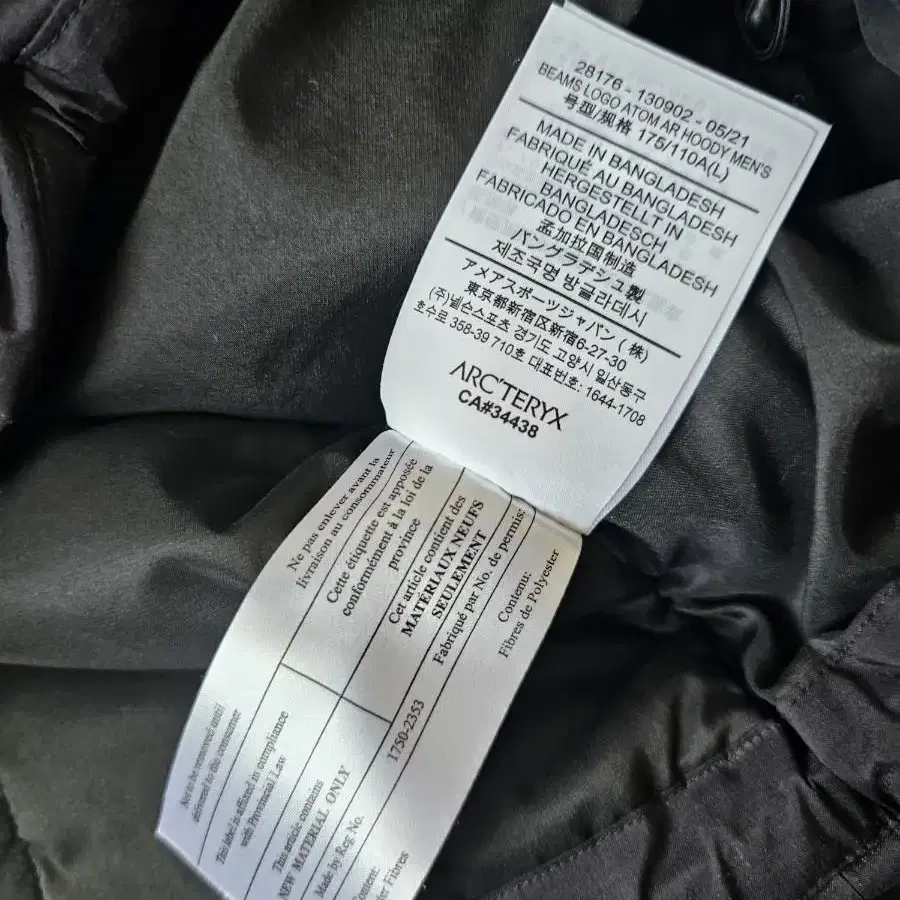 28176 - 130902 - 05/21
BEAMS LOGO ATOM AR HOODY MEN'S
号型/规格 175/110A(L)
MADE IN BANGLADESH
FABRIQUÉ AU BANGLADESH
HERGESTELLT IN
BANGLADESCH
FABRICADO EN BANGLADESH
孟加拉国制造
バングラデシュ製
제조국명 방글라데시
アメアスポーツジャパン(株)
東京都新宿区新宿6-27-30
(주)넬슨스포츠 경기도 고양시 일산동구
호수로 358-39 710호 대표번호: 1644-1708
ARC'TERYX
CA#34438
Ne pas enlever avant la
livraison au consommateur
Cette étiquette est apposée
conformément à la loi de la
province
Cet article contient des
MATERIAUX NEUFS
SEULEMENT
Fabriqué par No. de permis:
Contenu:
Fibres de Polyester
Not to be removed until
delivered to the consumer
This label is affixed in compliance
with Provincial Law
This article contains
NEW MATERIAL ONLY
Made by Reg No.
1750-2353
Content:
Fibres